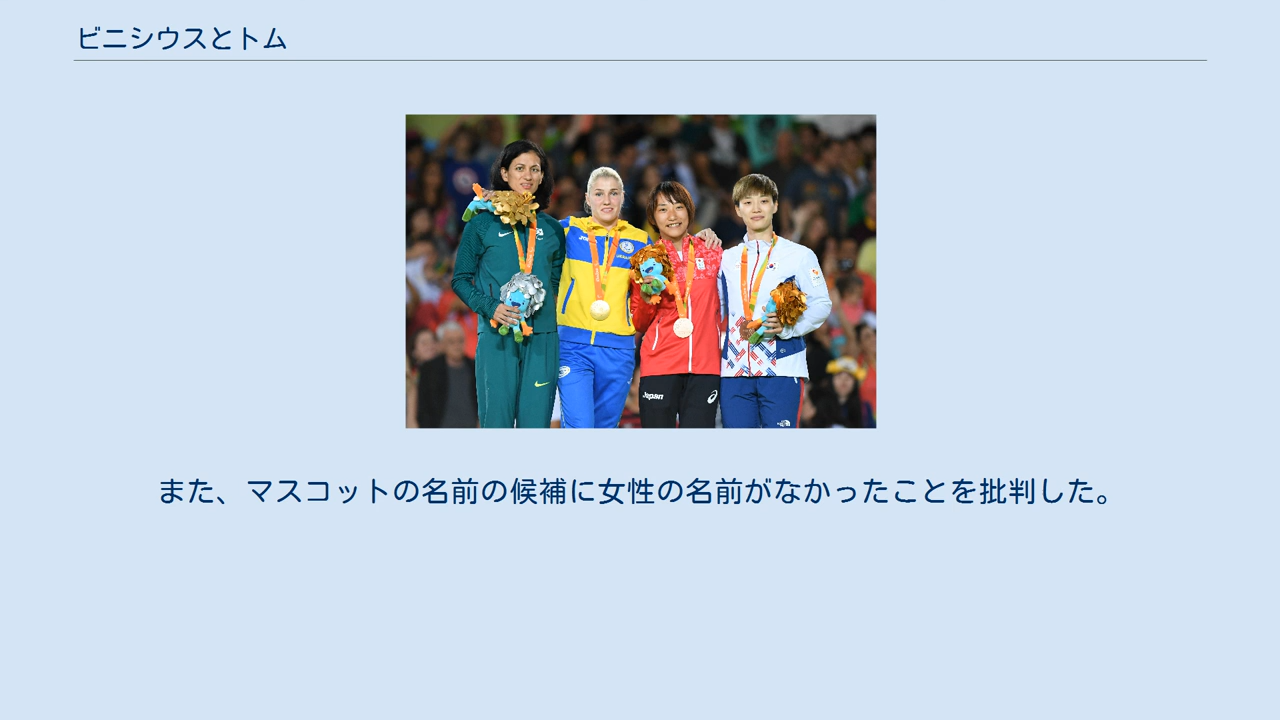 ビニシウスとトム
Japan
また、マスコットの名前の候補に女性の名前がなかったことを批判した。